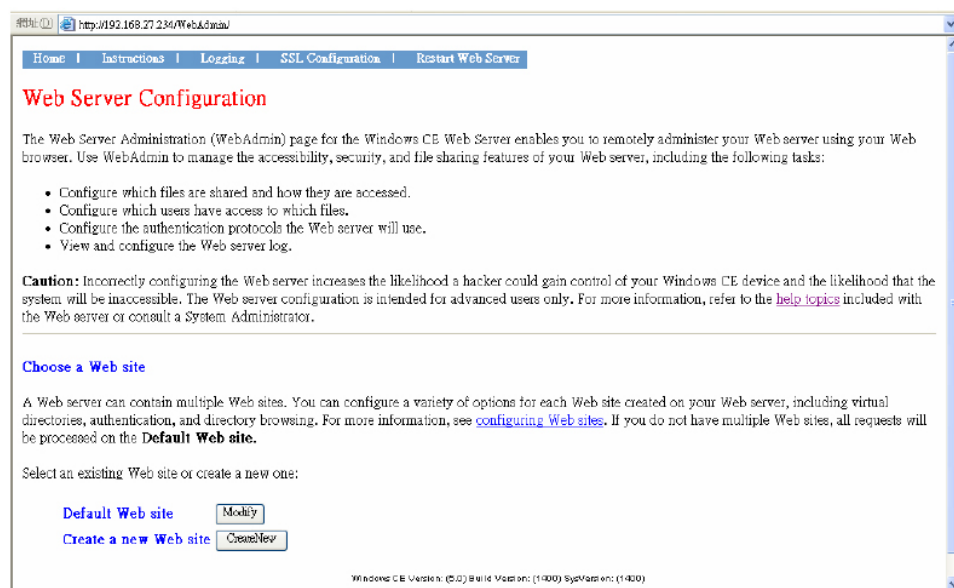 網址(D) http://192.168.27.234/WebAdmin/
Home | Instructions | Logging | SSL Configuration | Restart Web Server
Web Server Configuration
The Web Server Administration (WebAdmin) page for the Windows CE Web Server enables you to remotely administer your Web server using your Web
browser. Use WebAdmin to manage the accessibility, security, and file sharing features of your Web server, including the following tasks:
• Configure which files are shared and how they are accessed.
• Configure which users have access to which files.
• Configure the authentication protocols the Web server will use.
• View and configure the Web server log.
Caution: Incorrectly configuring the Web server increases the likelihood a hacker could gain control of your Windows CE device and the likelihood that the
system will be inaccessible. The Web server configuration is intended for advanced users only. For more information, refer to the help topics included with
the Web server or consult a System Administrator.
Choose a Web site
A Web server can contain multiple Web sites. You can configure a variety of options for each Web site created on your Web server, including virtual
directories, authentication, and directory browsing. For more information, see configuring Web sites. If you do not have multiple Web sites, all requests will
be processed on the Default Web site.
Select an existing Web site or create a new one:
Default Web site Modify
Create a new Web site CreateNew
Windows CE Version: (5.0) Build Version: (1400) SysVersion: (1400)